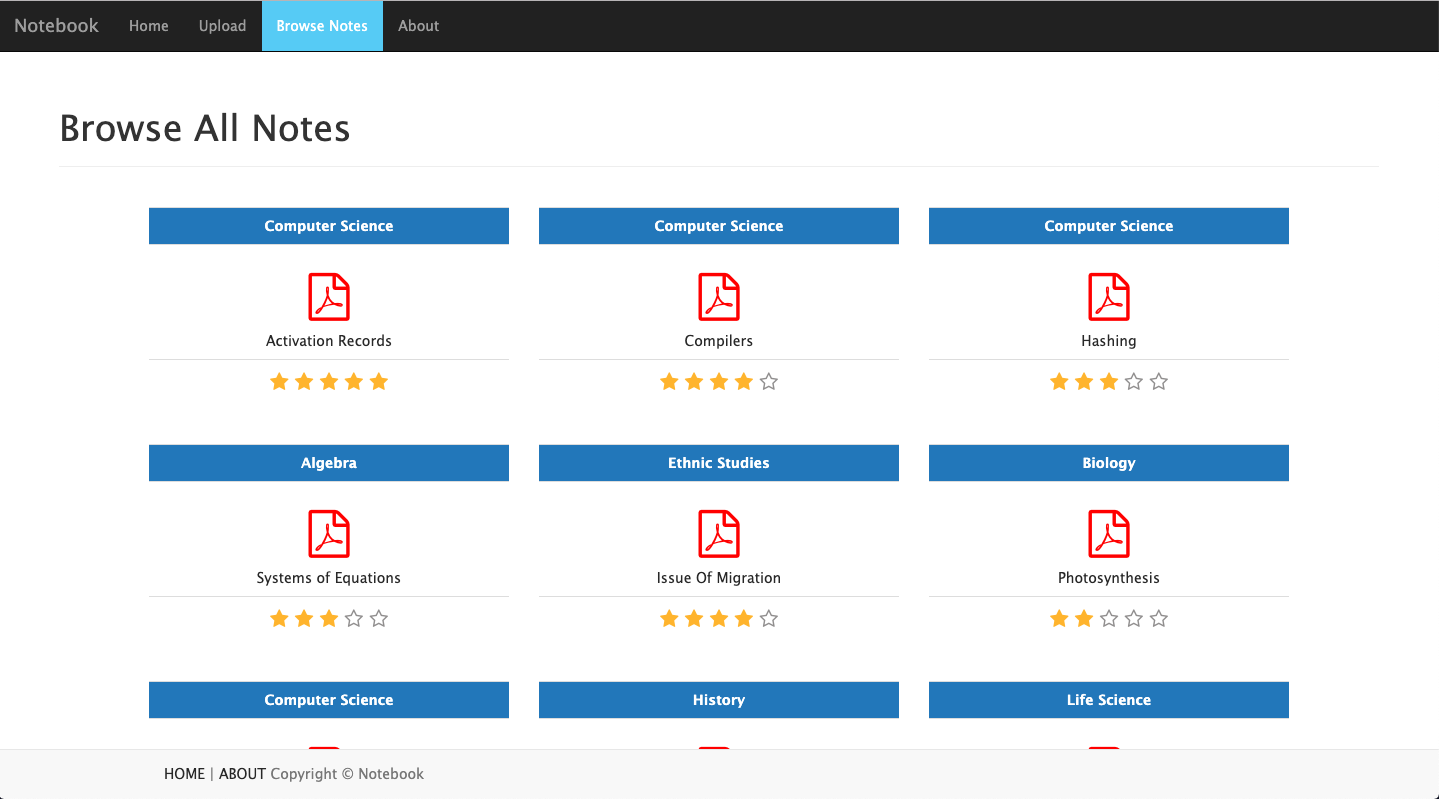 Notebook Home Upload Browse Notes About
Browse All Notes
Computer Science Computer Science Computer Science
Activation Records Compilers Hashing
Algebra Ethnic Studies Biology
Systems of Equations Issue Of Migration Photosynthesis
Computer Science History Life Science
HOME | ABOUT Copyright © Notebook